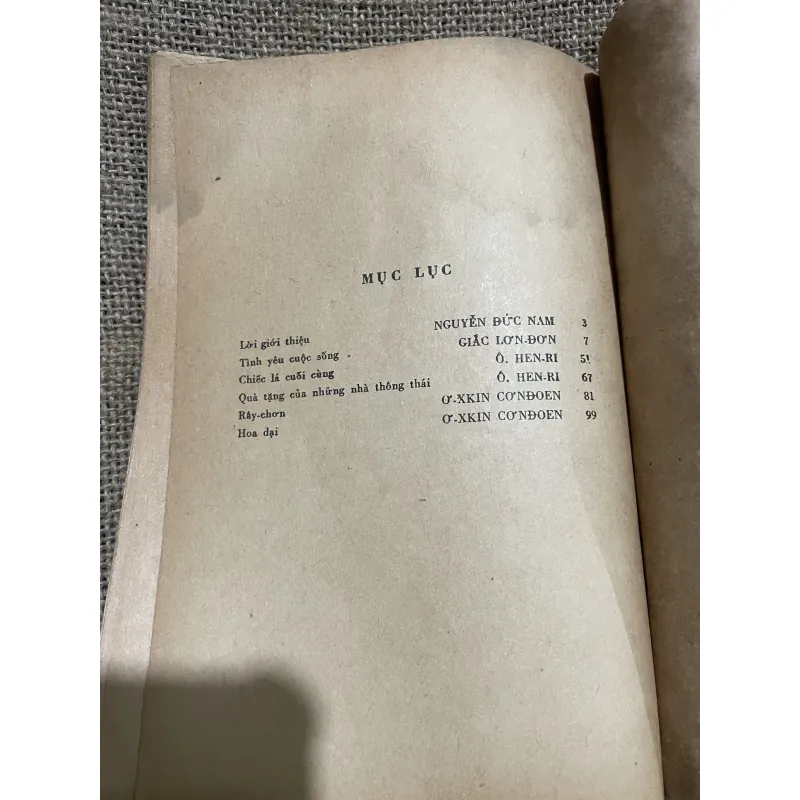 MỤC LỤC
Lời giới thiệu NGUYỄN ĐỨC NAM 3
Tình yêu cuộc sống GIẮC LƠN-ĐƠN 7
Chiếc lá cuối cùng Ô. HEN-RI 51
Quà tặng của những nhà thông thái Ô. HEN-RI 67
Rây-chơn Ơ-XKIN CƠNĐOEN 81
Hoa dại Ơ-XKIN CƠNĐOEN 99